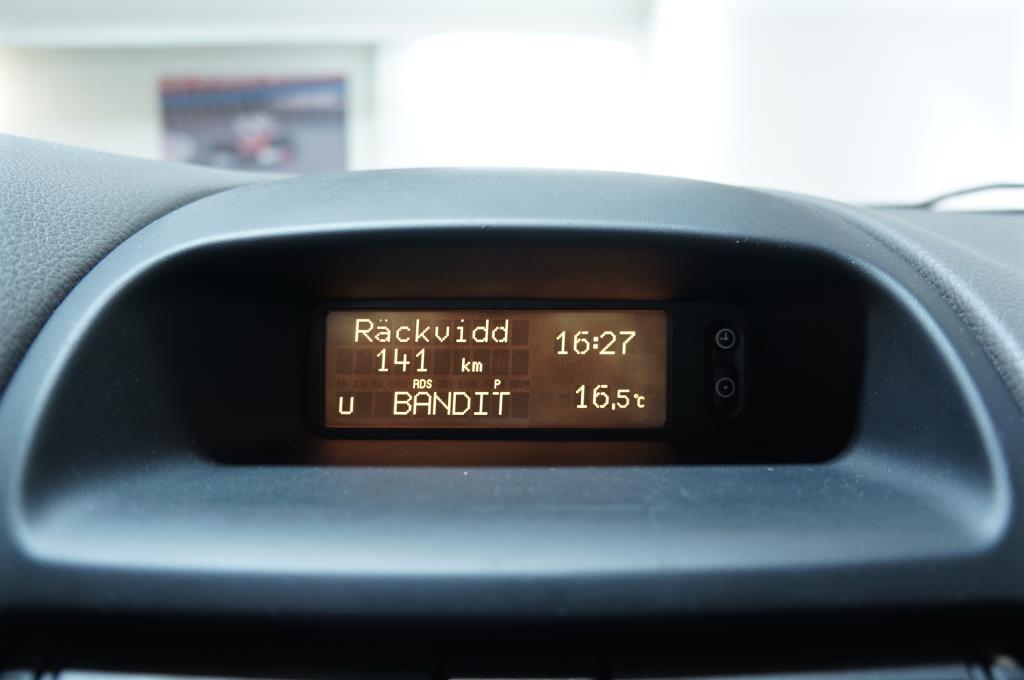 Räckvidd
141 km
16:27
RDS P
U BANDIT
16,5°c